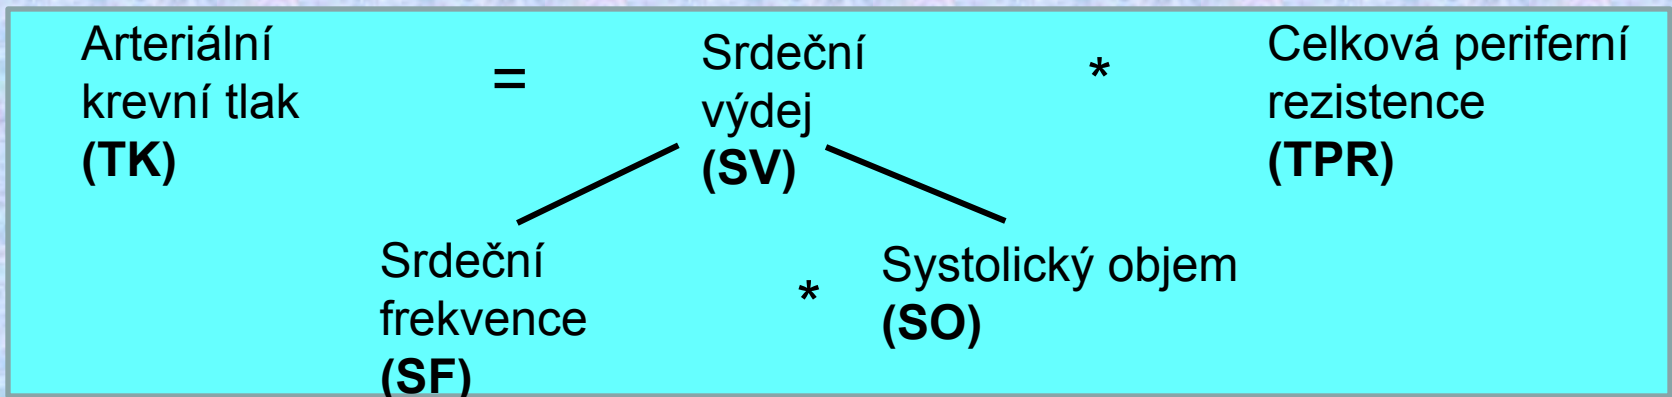 Arteriální
krevní tlak
(TK)
=
Srdeční
výdej
(SV)
*
Celková periferní
rezistence
(TPR)
Srdeční
frekvence
(SF)
*
Systolický objem
(SO)